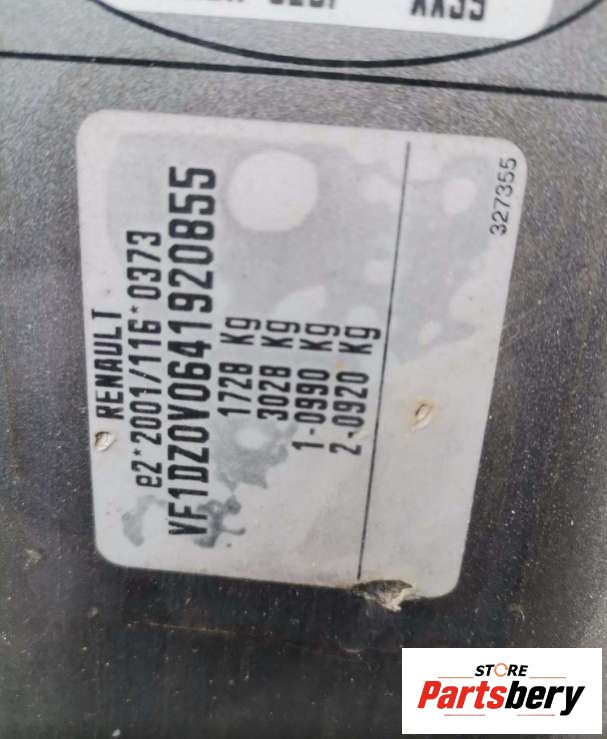 RENAULT
e2*2001/116*0373
VF1DZ0V0641920855
1728 Kg
3028 Kg
1-0990 Kg
2-0920 Kg
327355
STORE
Partsbery